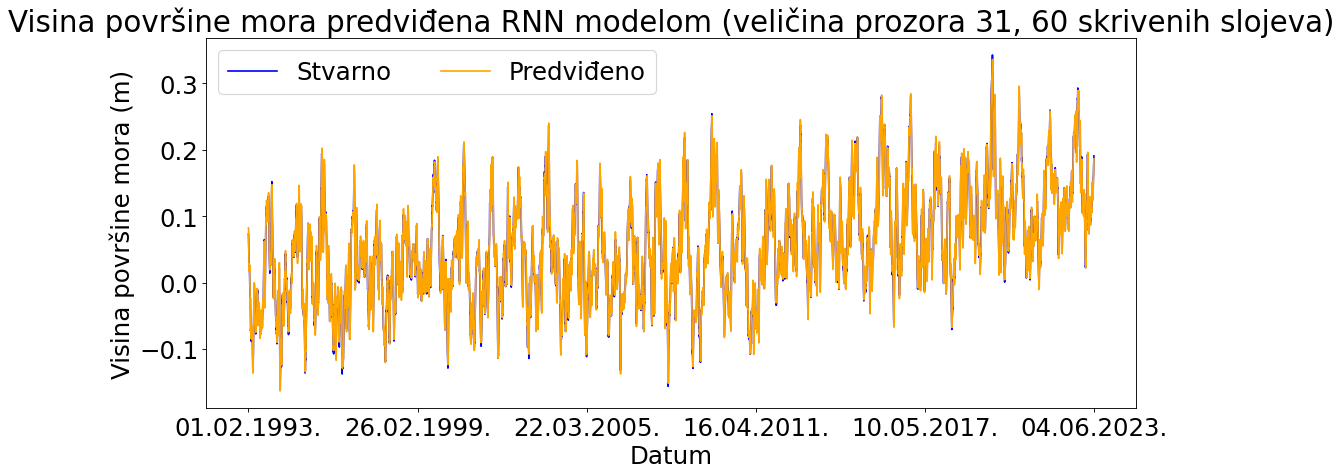 Visina površine mora predviđena RNN modelom (veličina prozora 31, 60 skrivenih slojeva)
Stvarno
Predviđeno
Visina površine mora (m)
0.3
0.2
0.1
0.0
−0.1
01.02.1993.
26.02.1999.
22.03.2005.
16.04.2011.
10.05.2017.
04.06.2023.
Datum